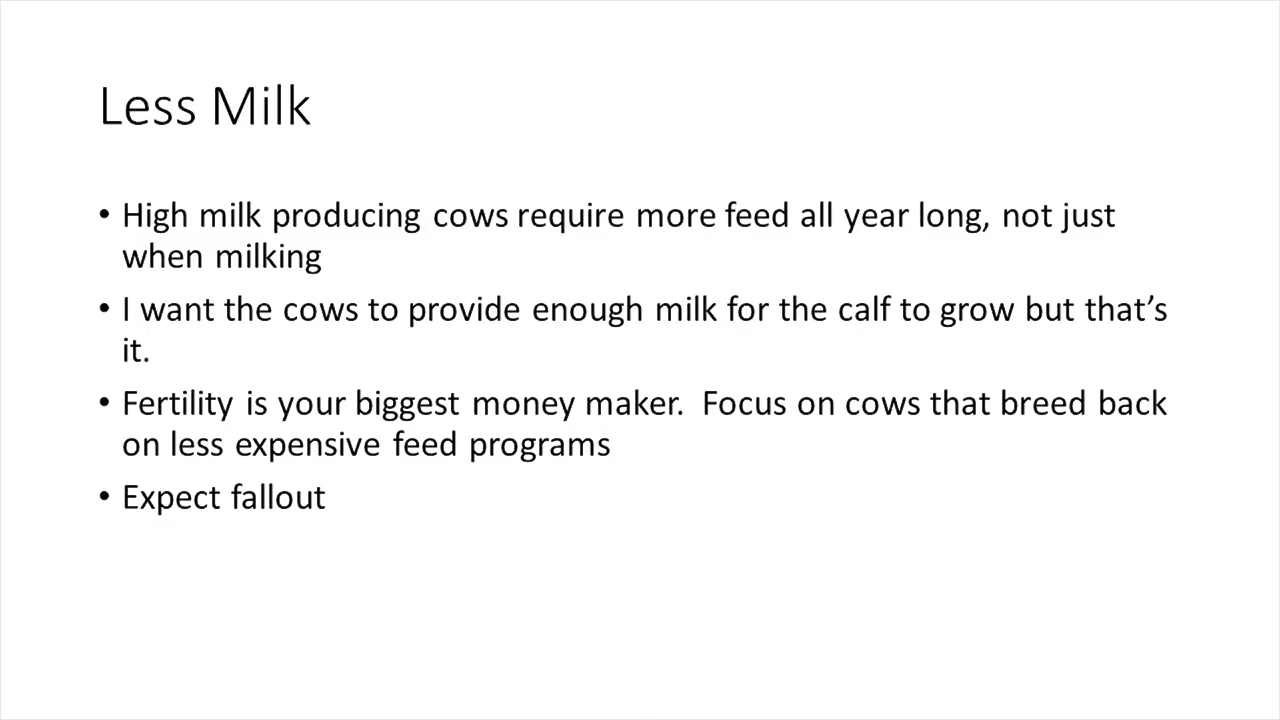 Less Milk
• High milk producing cows require more feed all year long, not just
when milking
• I want the cows to provide enough milk for the calf to grow but that’s
it.
• Fertility is your biggest money maker.  Focus on cows that breed back
on less expensive feed programs
• Expect fallout